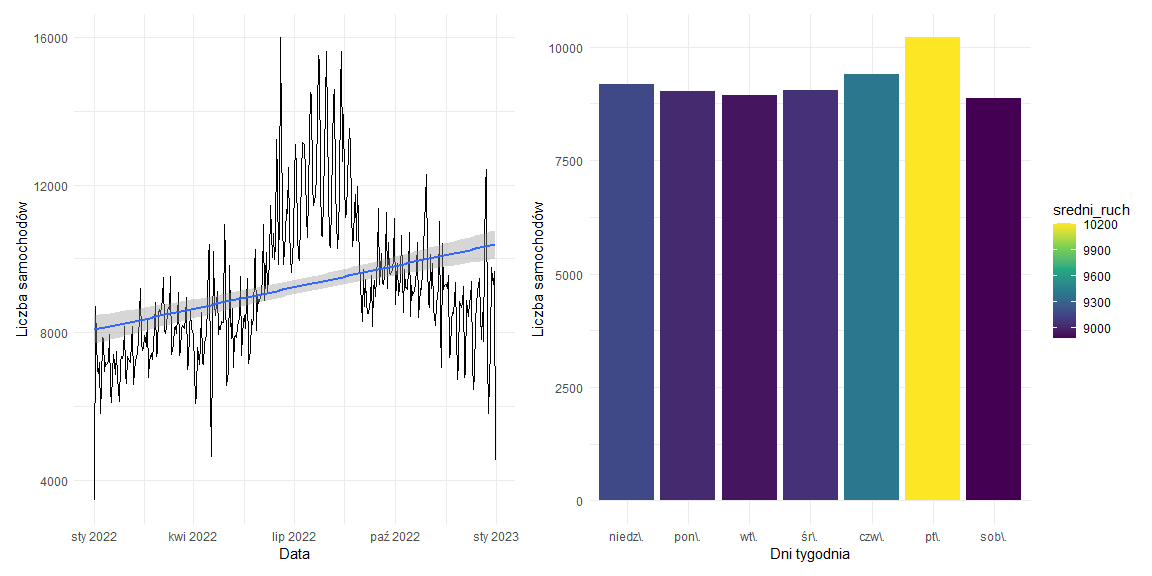 Liczba samochodów
16000
12000
8000
4000
sty 2022
kwi 2022
lip 2022
paź 2022
sty 2023
Data
Liczba samochodów
10000
7500
5000
2500
0
niedz\.
pon\.
wt\.
śr\.
czw\.
pt\.
sob\.
Dni tygodnia
sredni_ruch
10200
9900
9600
9300
9000